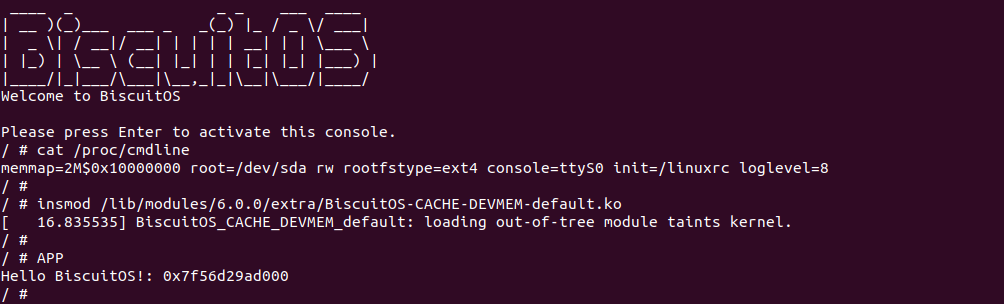 ____  _                _ _    ___  ____
| __ )(_)___  ___ _   _(_) |_ / _ \/ ___|
|  _ \| / __|/ __| | | | | __| | | \___ \
| |_) | \__ \ (__| |_| | | |_| |_| |___) |
|____/|_|___/\___|\__,_|_|\__|\___/|____/
Welcome to BiscuitOS
Please press Enter to activate this console.
/ # cat /proc/cmdline
memmap=2M$0x10000000 root=/dev/sda rw rootfstype=ext4 console=ttyS0 init=/linuxrc loglevel=8
/ #
/ # insmod /lib/modules/6.0.0/extra/BiscuitOS-CACHE-DEVMEM-default.ko
[   16.835535] BiscuitOS_CACHE_DEVMEM_default: loading out-of-tree module taints kernel.
/ #
/ # APP
Hello BiscuitOS!: 0x7f56d29ad000
/ #